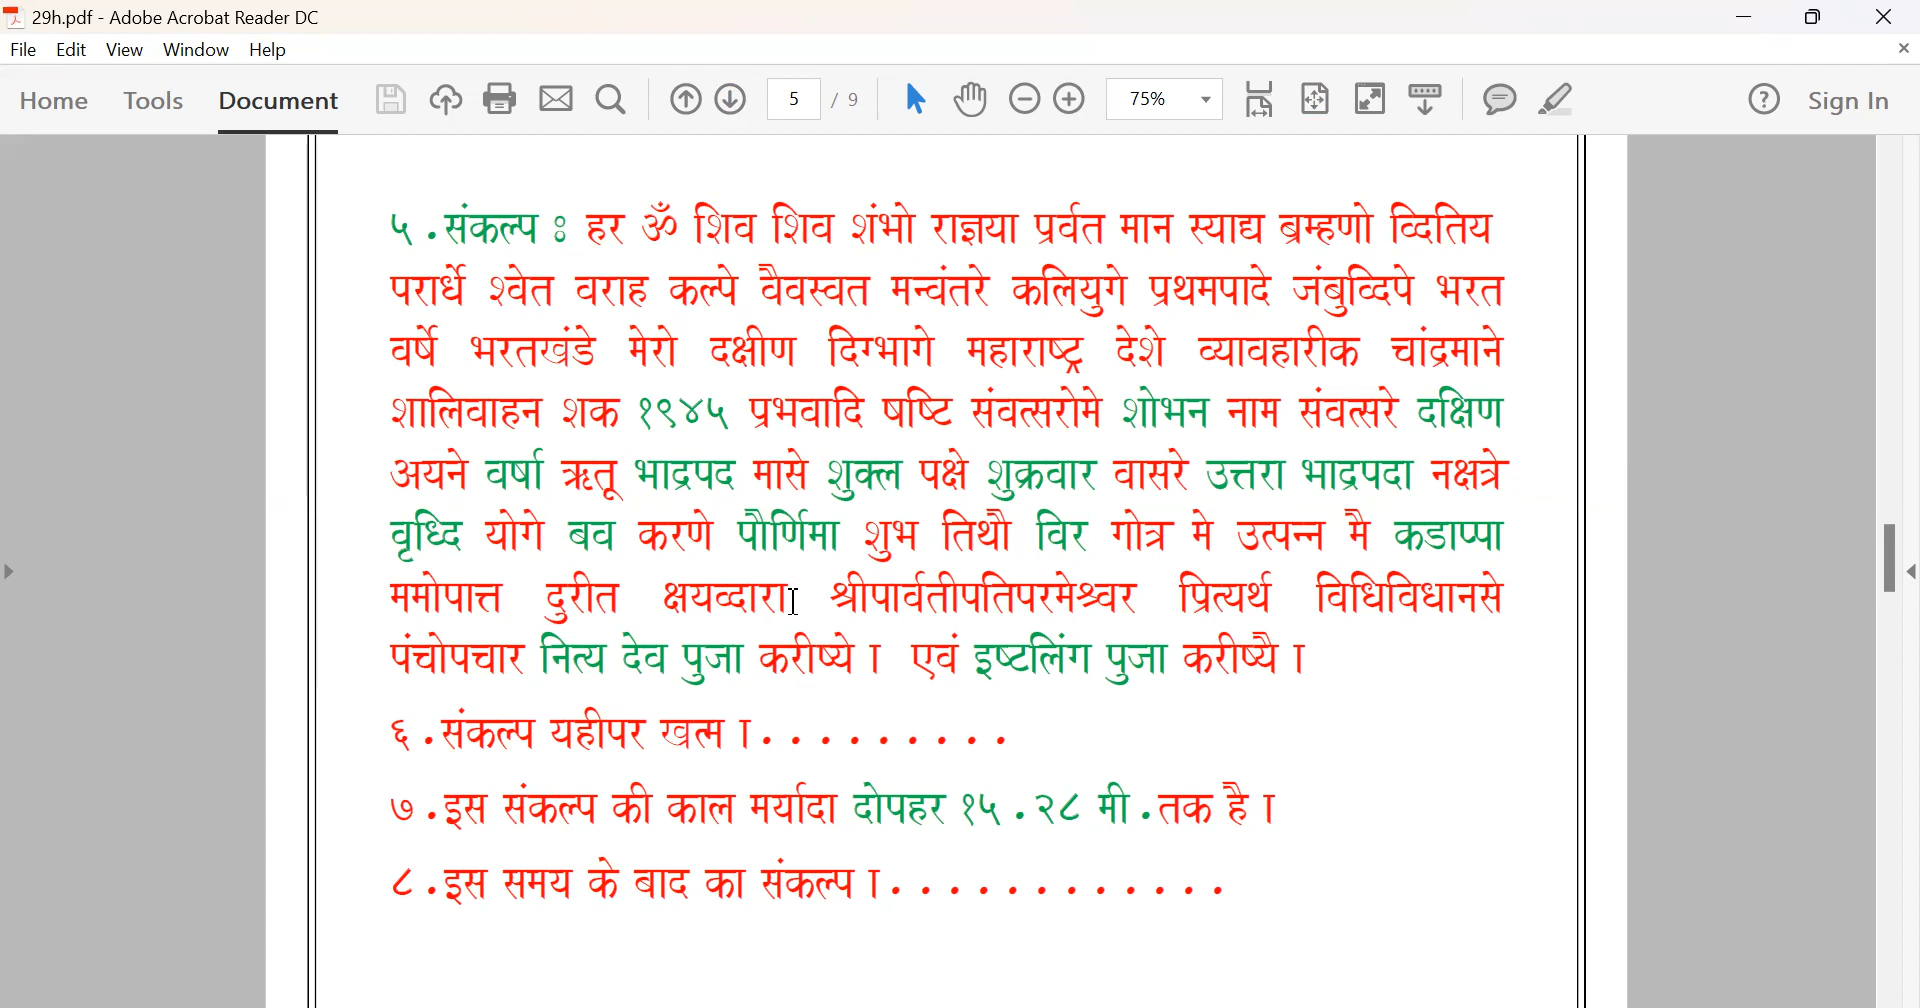 29h.pdf - Adobe Acrobat Reader DC
File Edit View Window Help
Home Tools Document 5 / 9 75% Sign In
५.संकल्प : हर ॐ शिव शिव शंभो राज्ञया प्रर्वत मान स्याद्य ब्रम्हणो व्दितिय
परार्धे श्वेत वराह कल्पे वैवस्वत मन्वंतरे कलियुगे प्रथमपादे जंबुव्दिपे भरत
वर्षे भरतखंडे मेरो दक्षीण दिग्भागे महाराष्ट्र देशे व्यावहारीक चांद्रमाने
शालिवाहन शक १९४५ प्रभवादि षष्टि संवत्सरोमे शोभन नाम संवत्सरे दक्षिण
अयने वर्षा ऋतू भाद्रपद मासे शुक्ल पक्षे शुक्रवार वासरे उत्तरा भाद्रपदा नक्षत्रे
वृध्दि योगे बव करणे पौर्णिमा शुभ तिथौ विर गोत्र मे उत्पन्न मै कडाप्पा
ममोपात्त दुरीत क्षयव्दारा श्रीपार्वतीपतिपरमेश्र्वर प्रित्यर्थ विधिविधानसे
पंचोपचार नित्य देव पुजा करीष्ये । एवं इष्टलिंग पुजा करीष्यै ।
६.संकल्प यहीपर खत्म ।.........
७.इस संकल्प की काल मर्यादा दोपहर १५.२८ मी.तक है ।
८.इस समय के बाद का संकल्प ।............